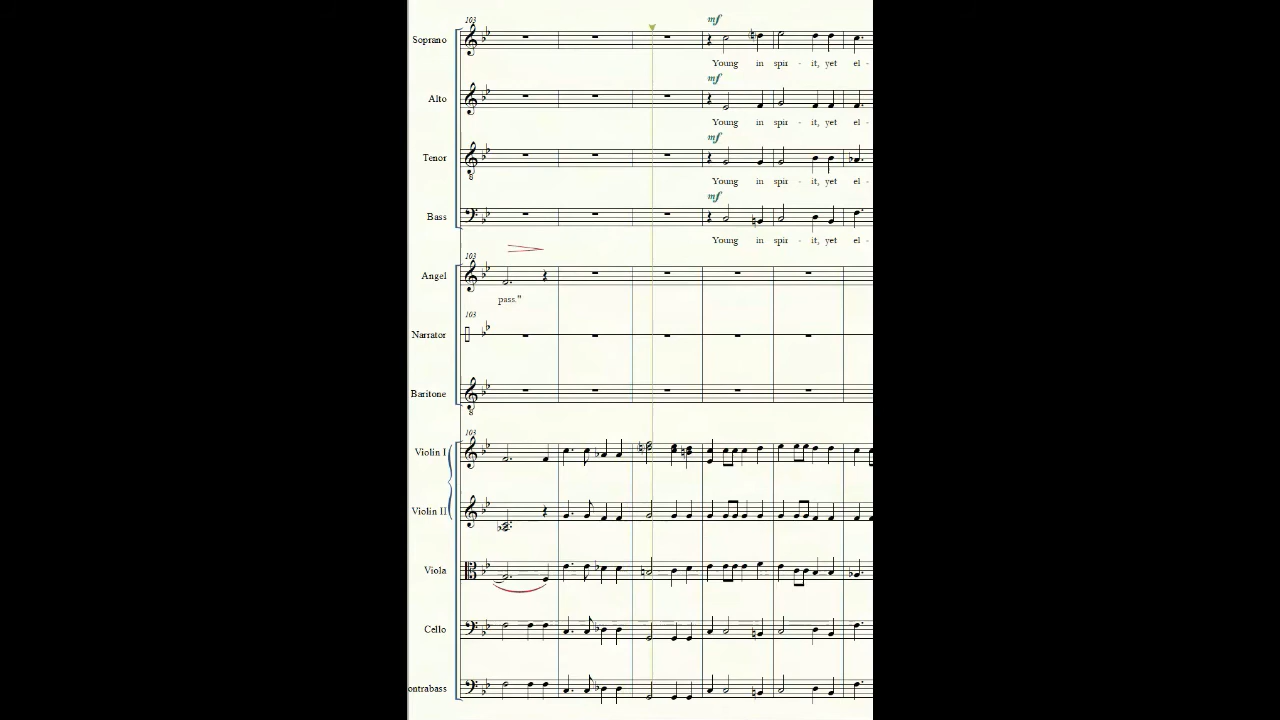 103
mf
Soprano
Young in spir - it, yet el -
mf
Alto
Young in spir - it, yet el -
mf
Tenor
8
Young in spir - it, yet el -
mf
Bass
Young in spir - it, yet el -
103
Angel
pass."
103
Narrator
Baritone
8
103
Violin I
Violin II
Viola
Cello
ontrabass